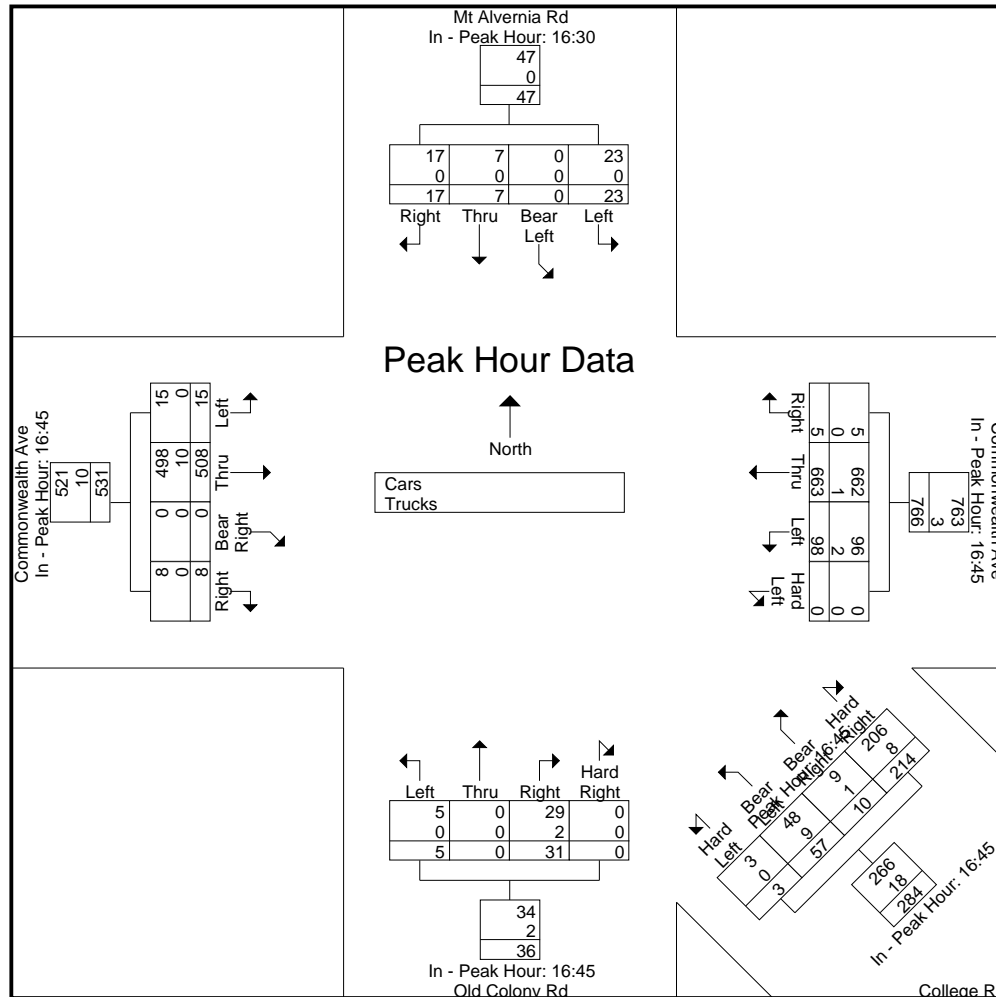 Mt Alvernia Rd
In - Peak Hour: 16:30
47
0
47
17 7 0 23
0 0 0 0
17 7 0 23
Right Thru Bear Left Left
Peak Hour Data
North
Cars
Trucks
Commonwealth Ave
In - Peak Hour: 16:45
521
10
531
15 0 15
498 10 508
0 0 0
8 0 8
Left
Thru
Bear
Right
Right
Right
Thru
Left
Hard
Left
5 0 5
663 1 662
98 2 96
0 0 0
763
3
766
Commonwealth Ave
In - Peak Hour: 16:45
Left Thru Right Hard Right
5 0 29 0
0 0 2 0
5 0 31 0
34
2
36
In - Peak Hour: 16:45
Old Colony Rd
Hard
Left
Bear
Left
Bear
Right
Hard
Right
Peak Hour: 16:45
3 48 9 206
0 9 1 8
3 57 10 214
266
18
284
In - Peak Hour: 16:45
College R